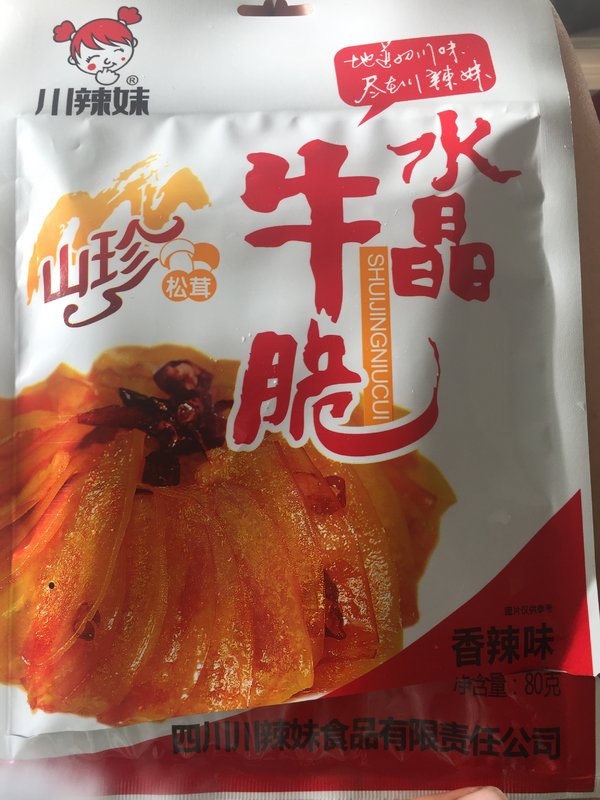 川辣妹
®
地道的川味
尽在川辣妹
水晶
牛脆
SHUIJINGNIUCUI
山珍
松茸
图片仅供参考
香辣味
净含量：80克
四川川辣妹食品有限责任公司